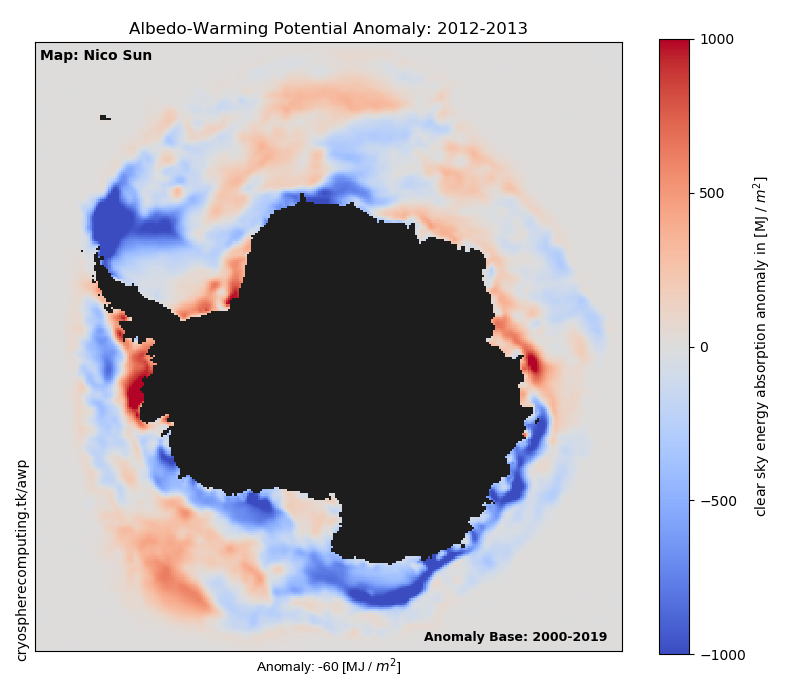 Albedo-Warming Potential Anomaly: 2012-2013
Map: Nico Sun
cryospherecomputing.tk/awp
Anomaly Base: 2000-2019
Anomaly: -60 [MJ / m²]
1000
500
0
−500
−1000
clear sky energy absorption anomaly in [MJ / m²]